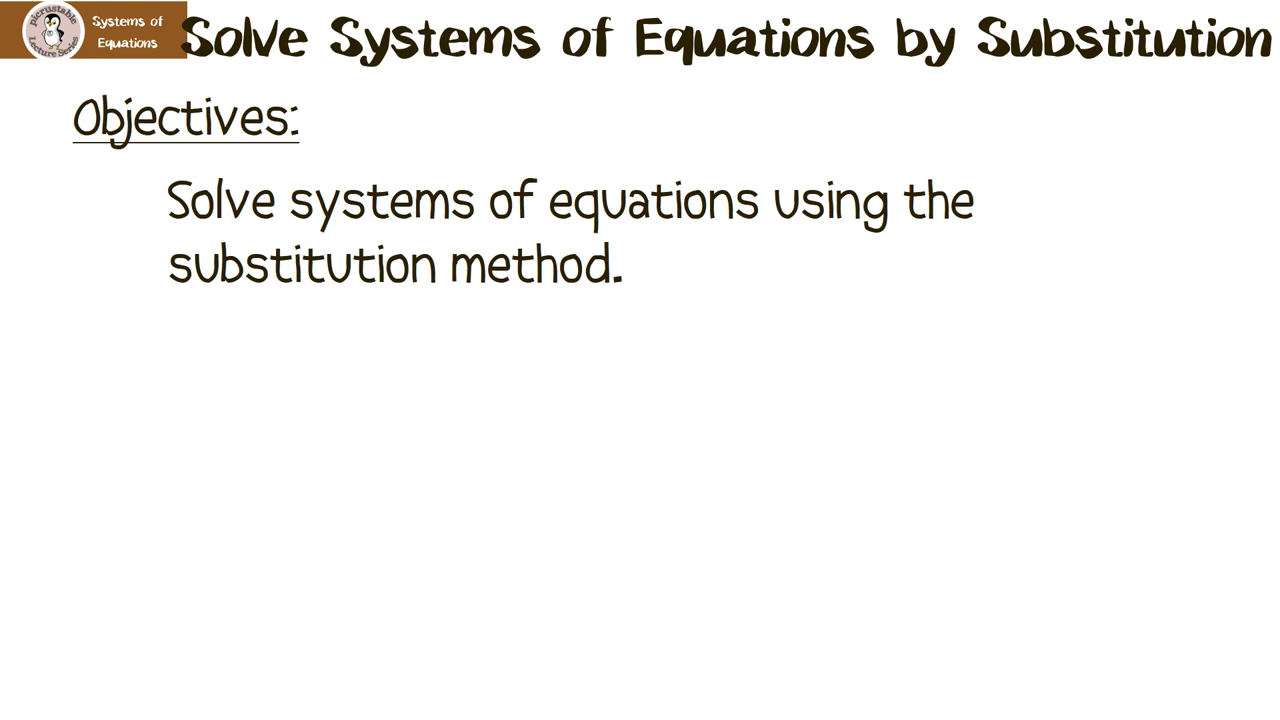 picrustable
Lecture Series
Systems of
Equations
Solve Systems of Equations by Substitution
Objectives:
Solve systems of equations using the
substitution method.